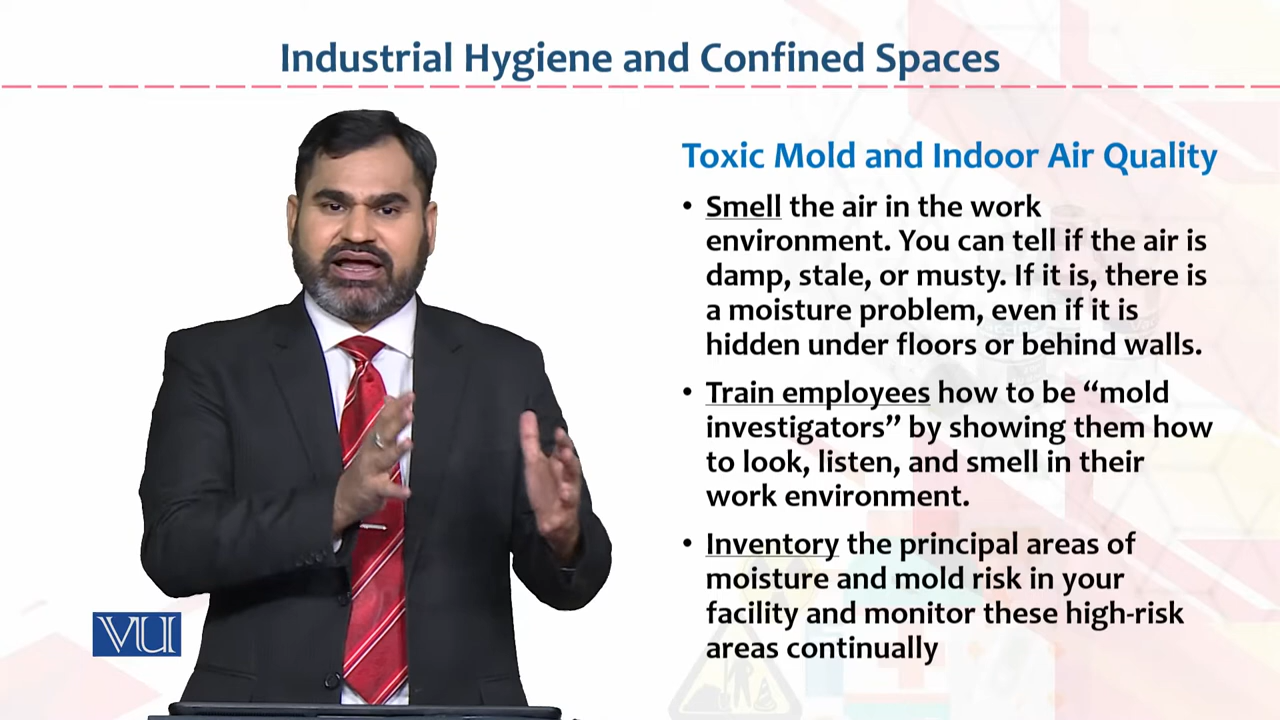 Industrial Hygiene and Confined Spaces
Toxic Mold and Indoor Air Quality
• Smell the air in the work
environment. You can tell if the air is
damp, stale, or musty. If it is, there is
a moisture problem, even if it is
hidden under floors or behind walls.
• Train employees how to be “mold
investigators” by showing them how
to look, listen, and smell in their
work environment.
• Inventory the principal areas of
moisture and mold risk in your
facility and monitor these high-risk
areas continually
VU